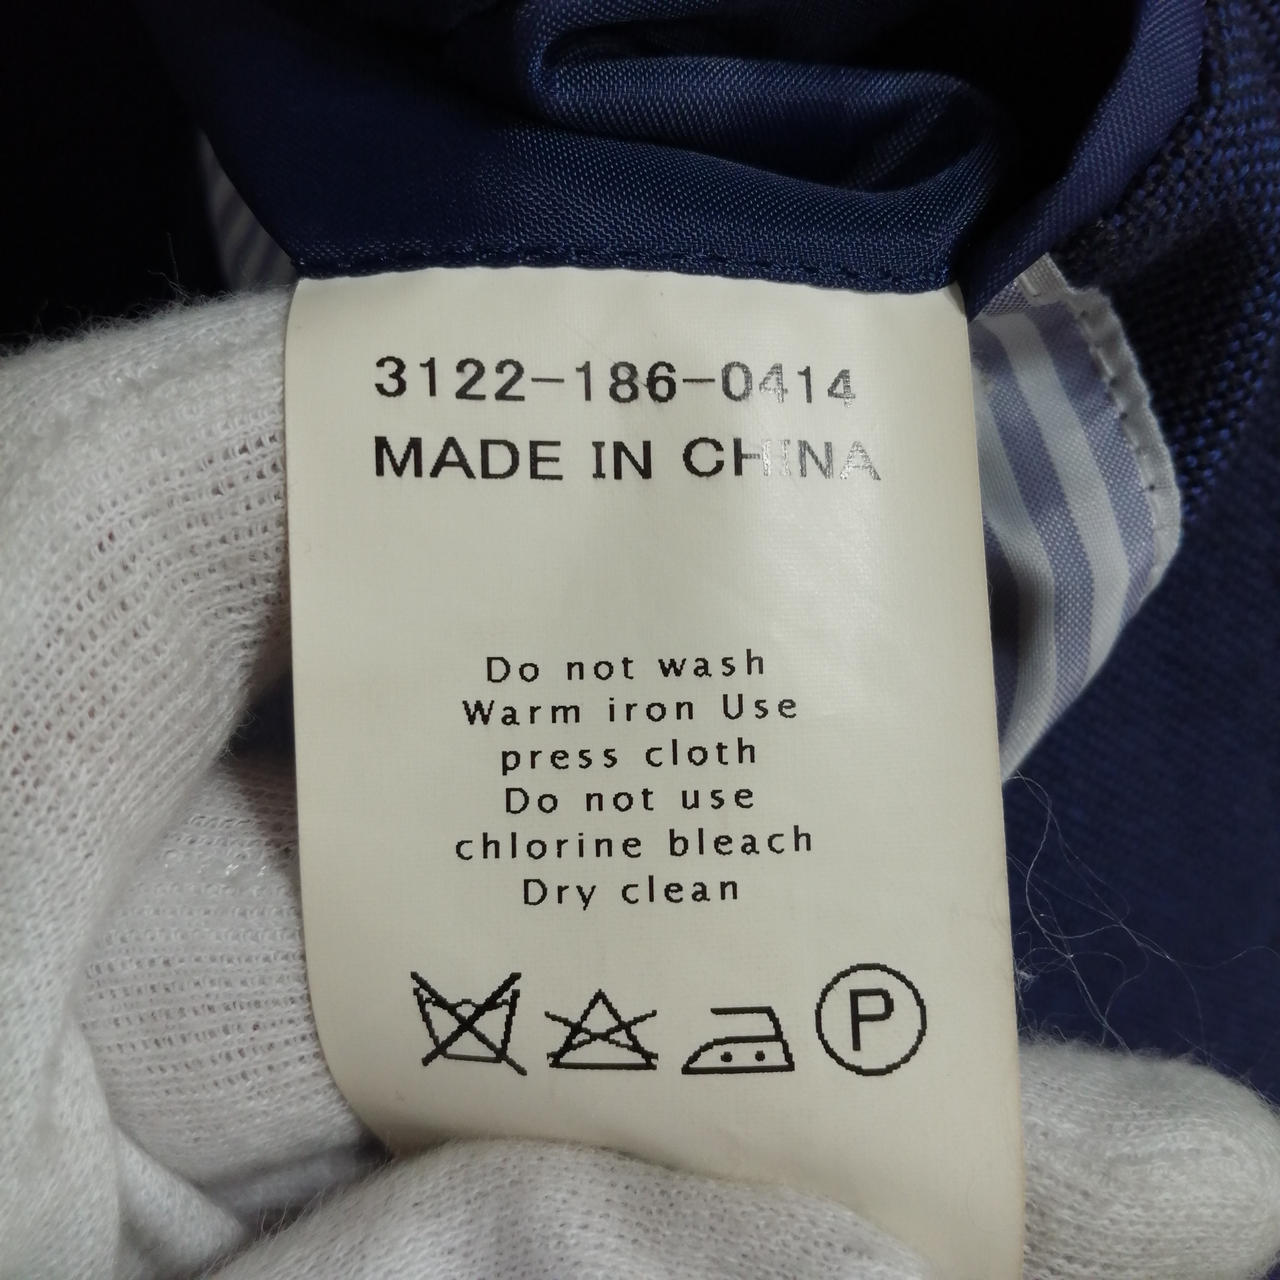 3122-186-0414
MADE IN CHINA
Do not wash
Warm iron Use
press cloth
Do not use
chlorine bleach
Dry clean
P